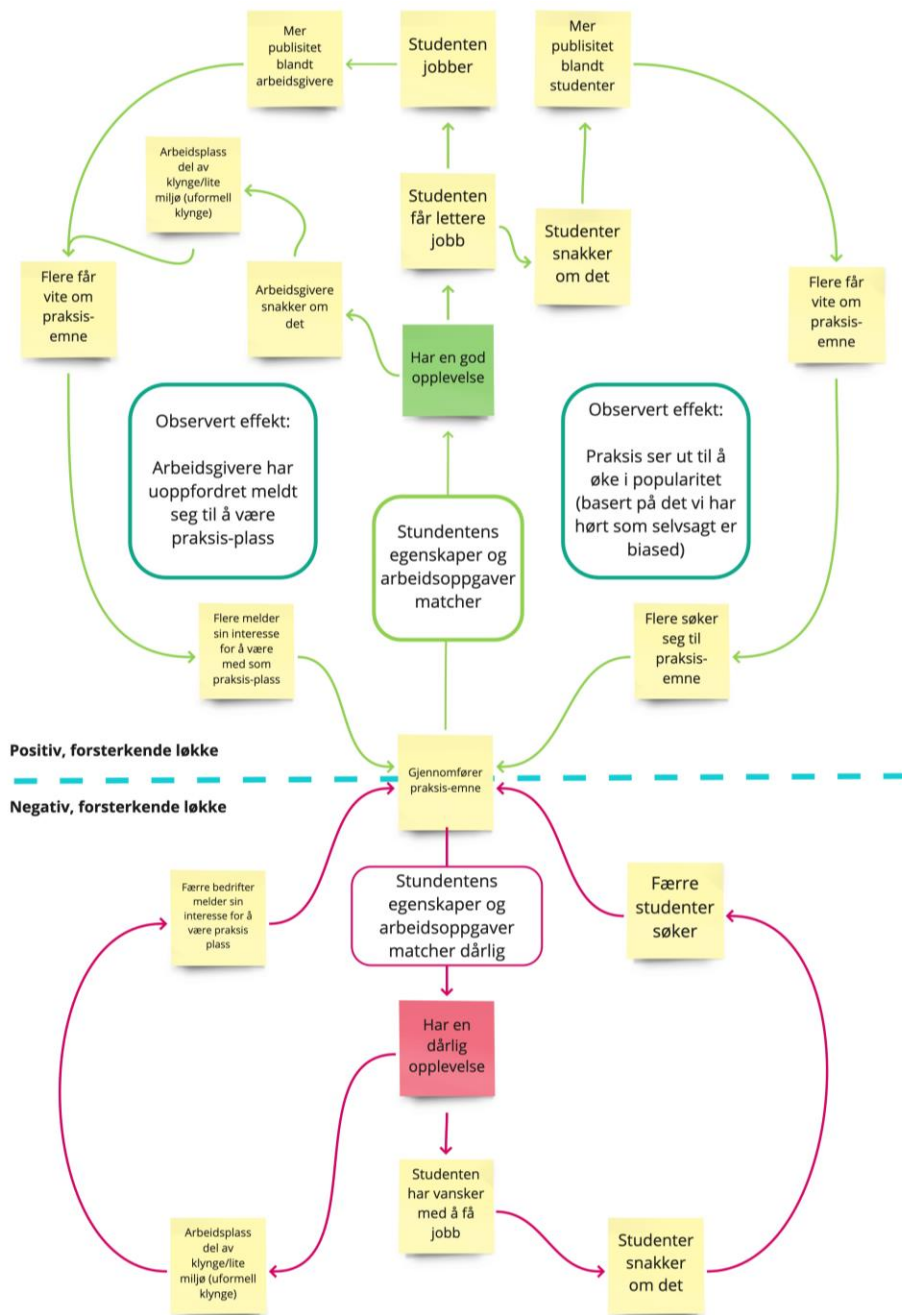 Mer
publisitet
blandt
arbeidsgivere
Studenten
jobber
Mer
publisitet
blandt
studenter
Arbeidsplass
del av
klynge/lite
miljø (uformell
klynge)
Studenten
får lettere
jobb
Studenter
snakker
om det
Flere får
vite om
praksis-
emne
Arbeidsgivere
snakker om
det
Flere får
vite om
praksis-
emne
Har en god
opplevelse
Observert effekt:
Arbeidsgivere har
uoppfordret meldt
seg til å være
praksis-plass
Observert effekt:
Praksis ser ut til å
øke i popularitet
(basert på det vi har
hørt som selvsagt er
biased)
Stundentens
egenskaper og
arbeidsoppgaver
matcher
Flere melder
sin interesse
for å være
med som
praksis-plass
Flere søker
seg til
praksis-
emne
Positiv, forsterkende løkke
Gjennomfører
praksis-emne
Negativ, forsterkende løkke
Færre bedrifter
melder sin
interesse for å
være praksis
plass
Stundentens
egenskaper og
arbeidsoppgaver
matcher dårlig
Færre
studenter
søker
Har en
dårlig
opplevelse
Studenten
har vansker
med å få
jobb
Arbeidsplass
del av
klynge/lite
miljø (uformell
klynge)
Studenter
snakker
om det